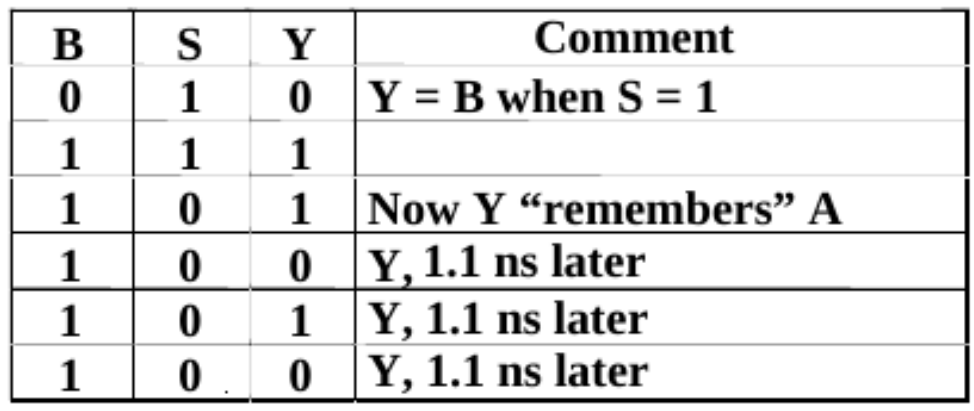 B S Y Comment
0 1 0 Y = B when S = 1
1 1 1
1 0 1 Now Y “remembers” A
1 0 0 Y, 1.1 ns later
1 0 1 Y, 1.1 ns later
1 0 0 Y, 1.1 ns later